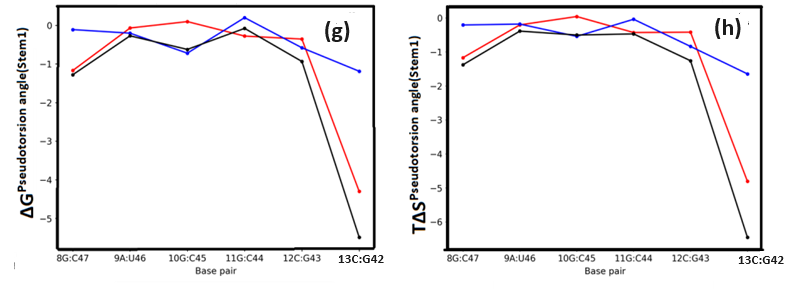 (g)
ΔG^Pseudotorsion angle(Stem1)
0
−1
−2
−3
−4
−5
8G:C47 9A:U46 10G:C45 11G:C44 12C:G43 13C:G42
Base pair
(h)
TΔS^Pseudotorsion angle(Stem1)
0
−1
−2
−3
−4
−5
−6
8G:C47 9A:U46 10G:C45 11G:C44 12C:G43 13C:G42
Base pair